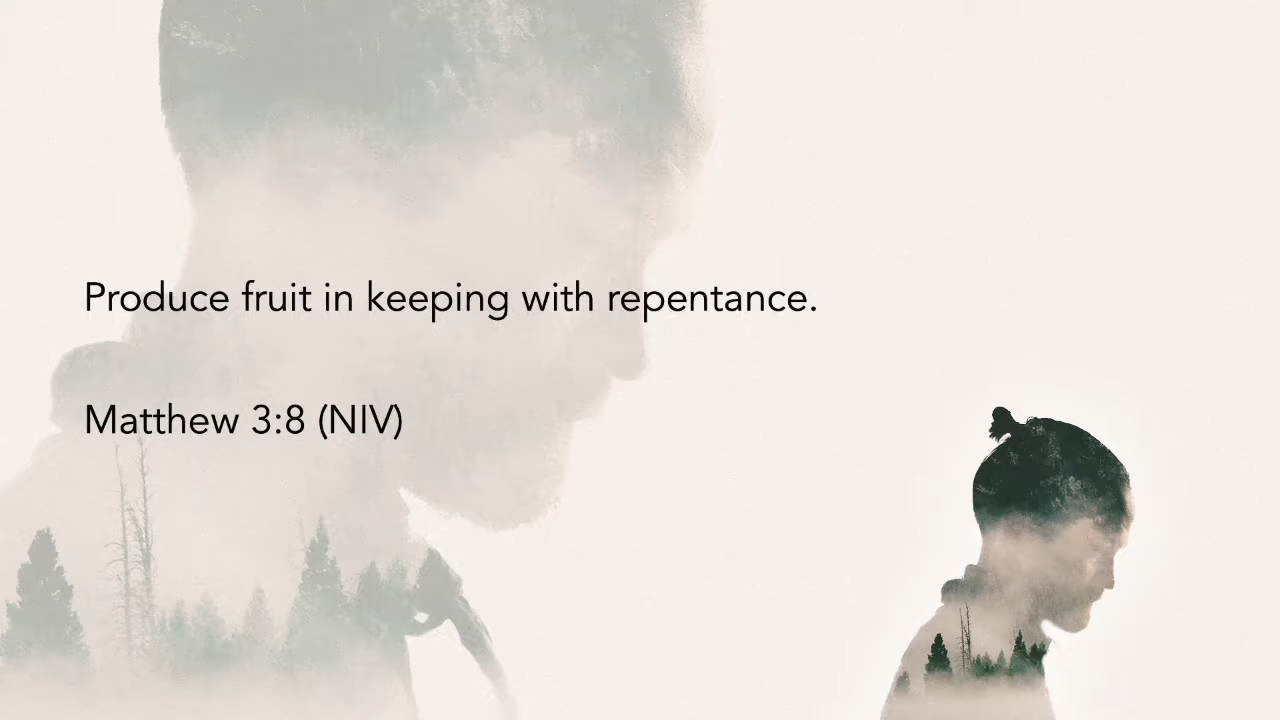 Produce fruit in keeping with repentance.
Matthew 3:8 (NIV)